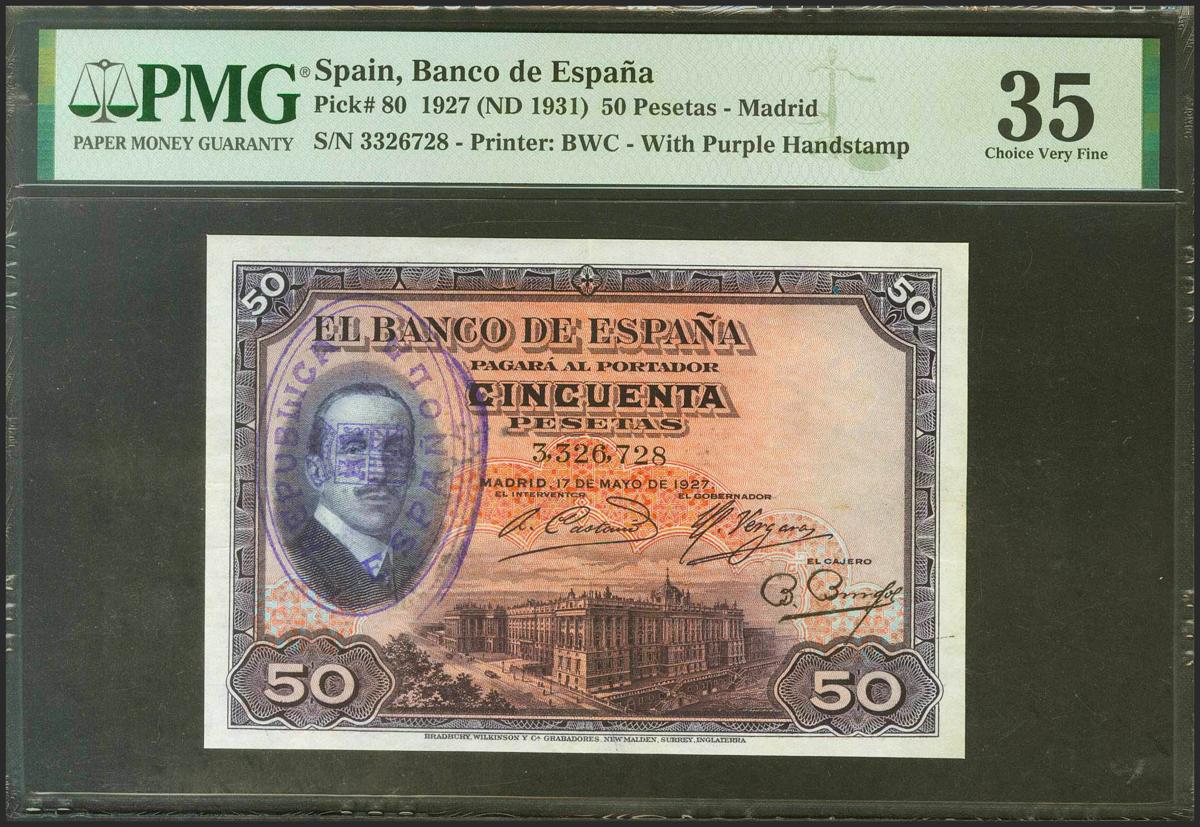 PMG®
PAPER MONEY GUARANTY
Spain, Banco de España
Pick# 80 1927 (ND 1931) 50 Pesetas - Madrid
S/N 3326728 - Printer: BWC - With Purple Handstamp
35
Choice Very Fine
50
50
EL BANCO DE ESPAÑA
PAGARÁ AL PORTADOR
CINCUENTA
PESETAS
3,326,728
MADRID, 17 DE MAYO DE 1927.
EL INTERVENTOR
EL GOBERNADOR
EL CAJERO
REPUBLICA
ESPAÑOLA
50
50
BRADBURY, WILKINSON Y Cª GRABADORES. NEW MALDEN, SURREY, INGLATERRA